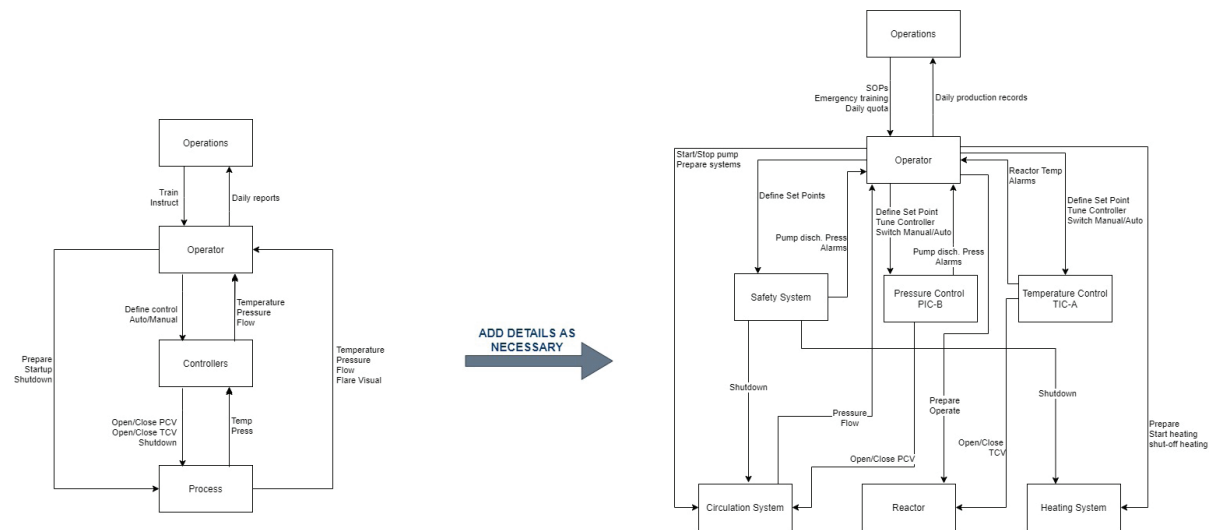 Operations
Train
Instruct
Daily reports
Operator
Define control
Auto/Manual
Temperature
Pressure
Flow
Prepare
Startup
Shutdown
Controllers
Temperature
Pressure
Flow
Flare Visual
Open/Close PCV
Open/Close TCV
Shutdown
Temp
Press
Process
ADD DETAILS AS
NECESSARY
Operations
SOPs
Emergency training
Daily quota
Daily production records
Operator
Start/Stop pump
Prepare systems
Reactor Temp
Alarms
Define Set Points
Define Set Point
Tune Controller
Switch Manual/Auto
Define Set Point
Tune Controller
Switch Manual/Auto
Pump disch. Press
Alarms
Pump disch. Press
Alarms
Safety System
Pressure Control
PIC-B
Temperature Control
TIC-A
Shutdown
Pressure
Flow
Prepare
Operate
Shutdown
Open/Close PCV
Open/Close
TCV
Prepare
Start heating
shut-off heating
Circulation System
Reactor
Heating System